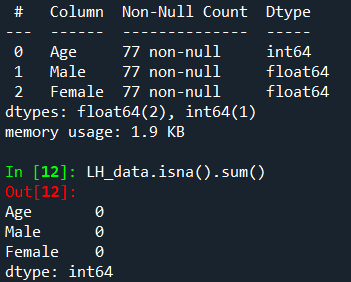 #   Column  Non-Null Count  Dtype
---  ------  --------------  -----
 0   Age     77 non-null     int64
 1   Male    77 non-null     float64
 2   Female  77 non-null     float64
dtypes: float64(2), int64(1)
memory usage: 1.9 KB
In [12]: LH_data.isna().sum()
Out[12]:
Age       0
Male      0
Female    0
dtype: int64